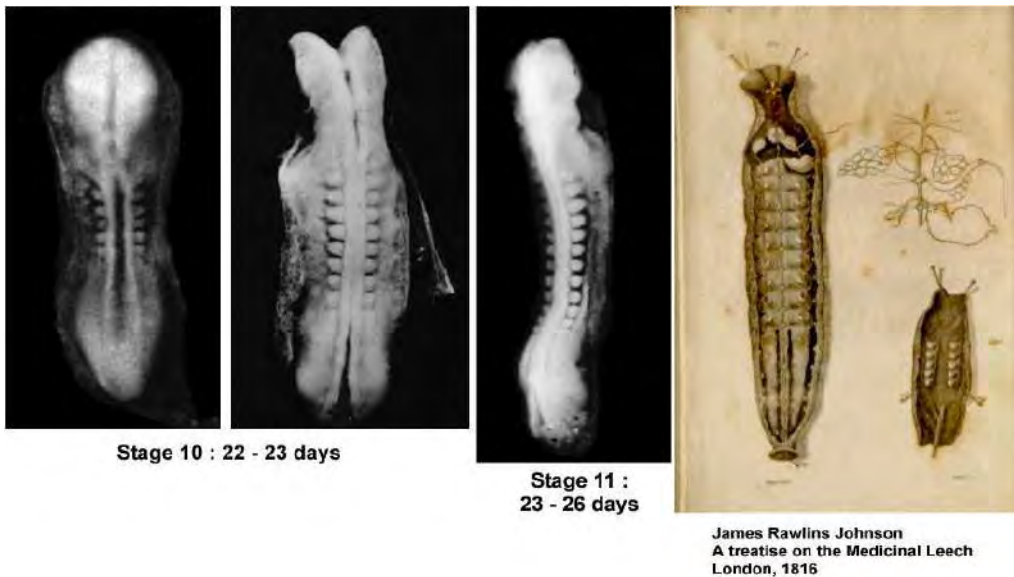 Stage 10 : 22 - 23 days
Stage 11 :
23 - 26 days
James Rawlins Johnson
A treatise on the Medicinal Leech
London, 1816